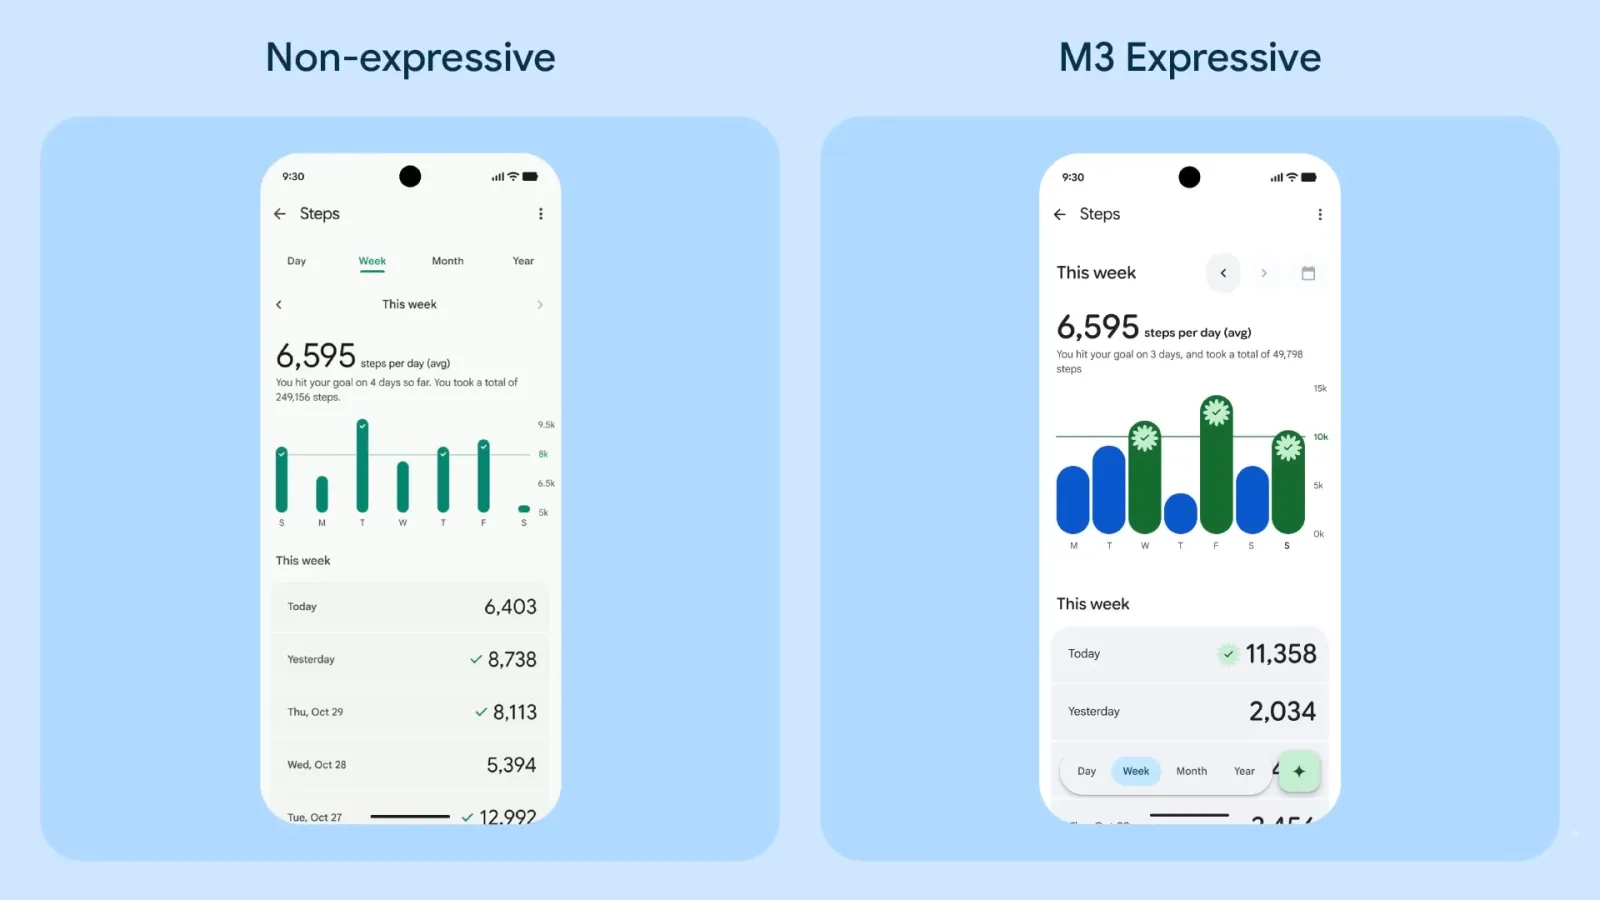 Non-expressive
9:30
Steps
Day Week Month Year
This week
6,595 steps per day (avg)
You hit your goal on 4 days so far. You took a total of
249,156 steps.
9.5k
8k
6.5k
5k
S M T W T F S
This week
Today 6,403
Yesterday 8,738
Thu, Oct 29 8,113
Wed, Oct 28 5,394
Tue, Oct 27 12,992
M3 Expressive
9:30
Steps
This week
6,595 steps per day (avg)
You hit your goal on 3 days, and took a total of 49,798
steps
15k
10k
5k
0k
M T W T F S S
This week
Today 11,358
Yesterday 2,034
Day Week Month Year